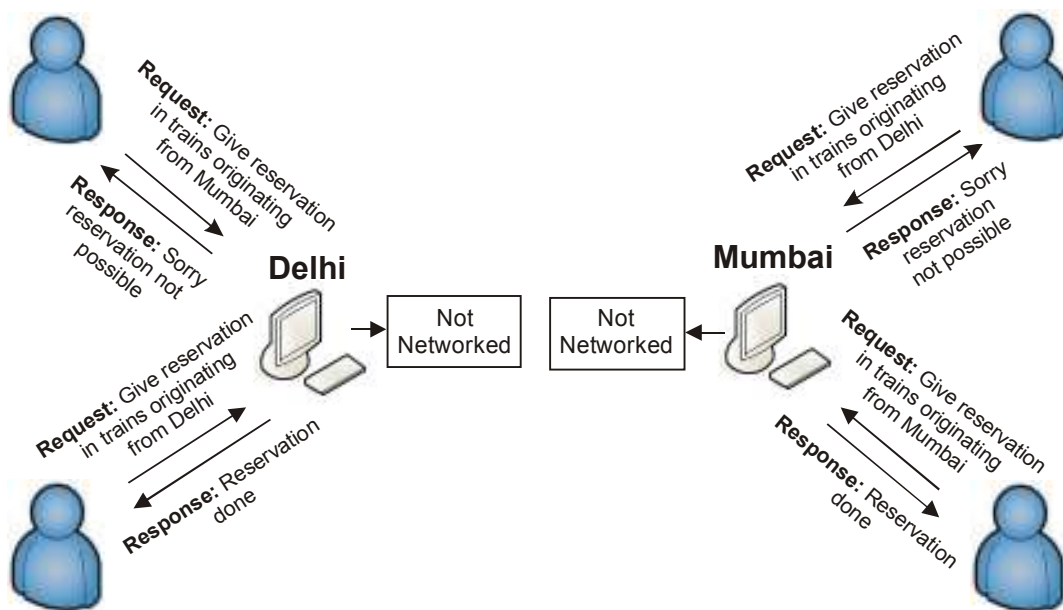 Request: Give reservation
in trains originating
from Mumbai
Response: Sorry
reservation not
possible
Request: Give reservation
in trains originating
from Delhi
Response: Sorry
reservation
not possible
Delhi
Mumbai
Not
Networked
Not
Networked
Request: Give reservation
in trains originating
from Delhi
Response: Reservation
done
Request: Give reservation
in trains originating
from Mumbai
Response: Reservation
done